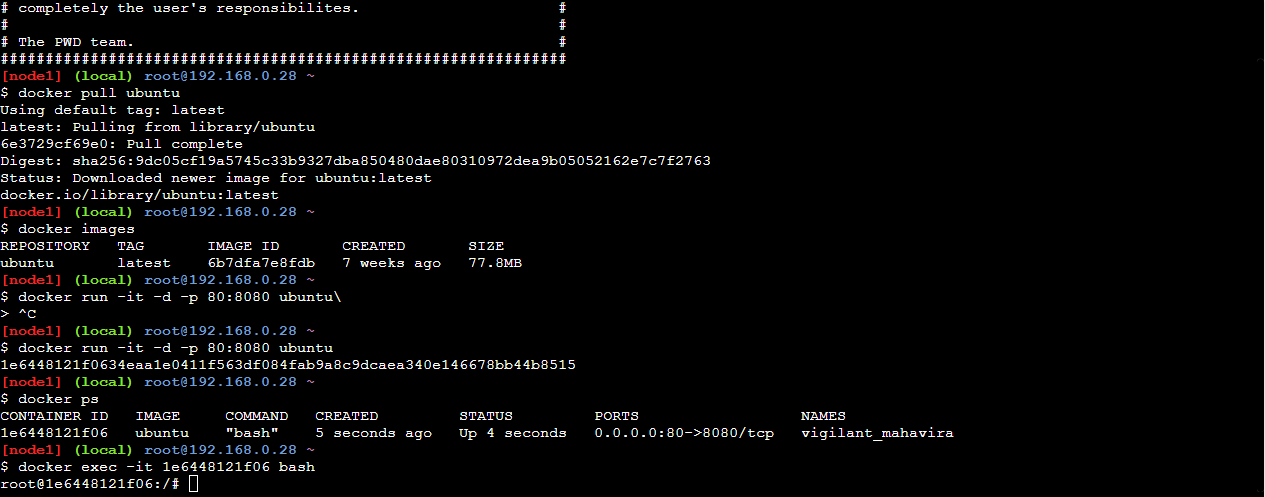 # completely the user's responsibilites. #
# #
# The PWD team. #
###############################################################
[node1] (local) root@192.168.0.28 ~
$ docker pull ubuntu
Using default tag: latest
latest: Pulling from library/ubuntu
6e3729cf69e0: Pull complete
Digest: sha256:9dc05cf19a5745c33b9327dba850480dae80310972dea9b05052162e7c7f2763
Status: Downloaded newer image for ubuntu:latest
docker.io/library/ubuntu:latest
[node1] (local) root@192.168.0.28 ~
$ docker images
REPOSITORY TAG IMAGE ID CREATED SIZE
ubuntu latest 6b7dfa7e8fdb 7 weeks ago 77.8MB
[node1] (local) root@192.168.0.28 ~
$ docker run -it -d -p 80:8080 ubuntu\
> ^C
[node1] (local) root@192.168.0.28 ~
$ docker run -it -d -p 80:8080 ubuntu
1e6448121f0634eaa1e0411f563df084fab9a8c9dcaea340e146678bb44b8515
[node1] (local) root@192.168.0.28 ~
$ docker ps
CONTAINER ID IMAGE COMMAND CREATED STATUS PORTS NAMES
1e6448121f06 ubuntu "bash" 5 seconds ago Up 4 seconds 0.0.0.0:80->8080/tcp vigilant_mahavira
[node1] (local) root@192.168.0.28 ~
$ docker exec -it 1e6448121f06 bash
root@1e6448121f06:/#